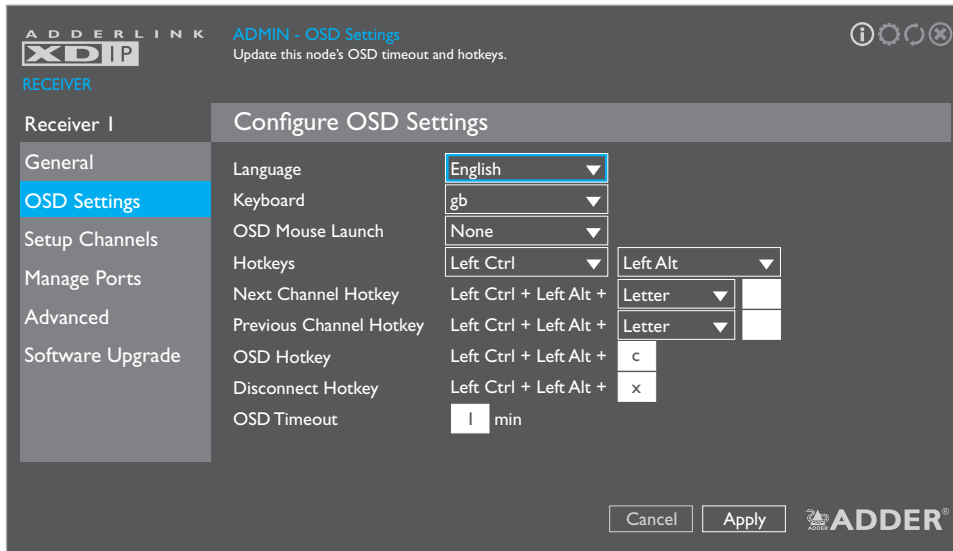 ADDERLINK
XDIP
RECEIVER
ADMIN - OSD Settings
Update this node's OSD timeout and hotkeys.
Receiver 1
General
OSD Settings
Setup Channels
Manage Ports
Advanced
Software Upgrade
Configure OSD Settings
Language English
Keyboard gb
OSD Mouse Launch None
Hotkeys Left Ctrl Left Alt
Next Channel Hotkey Left Ctrl + Left Alt + Letter
Previous Channel Hotkey Left Ctrl + Left Alt + Letter
OSD Hotkey Left Ctrl + Left Alt + c
Disconnect Hotkey Left Ctrl + Left Alt + x
OSD Timeout 1 min
Cancel Apply
ADDER ADDER®